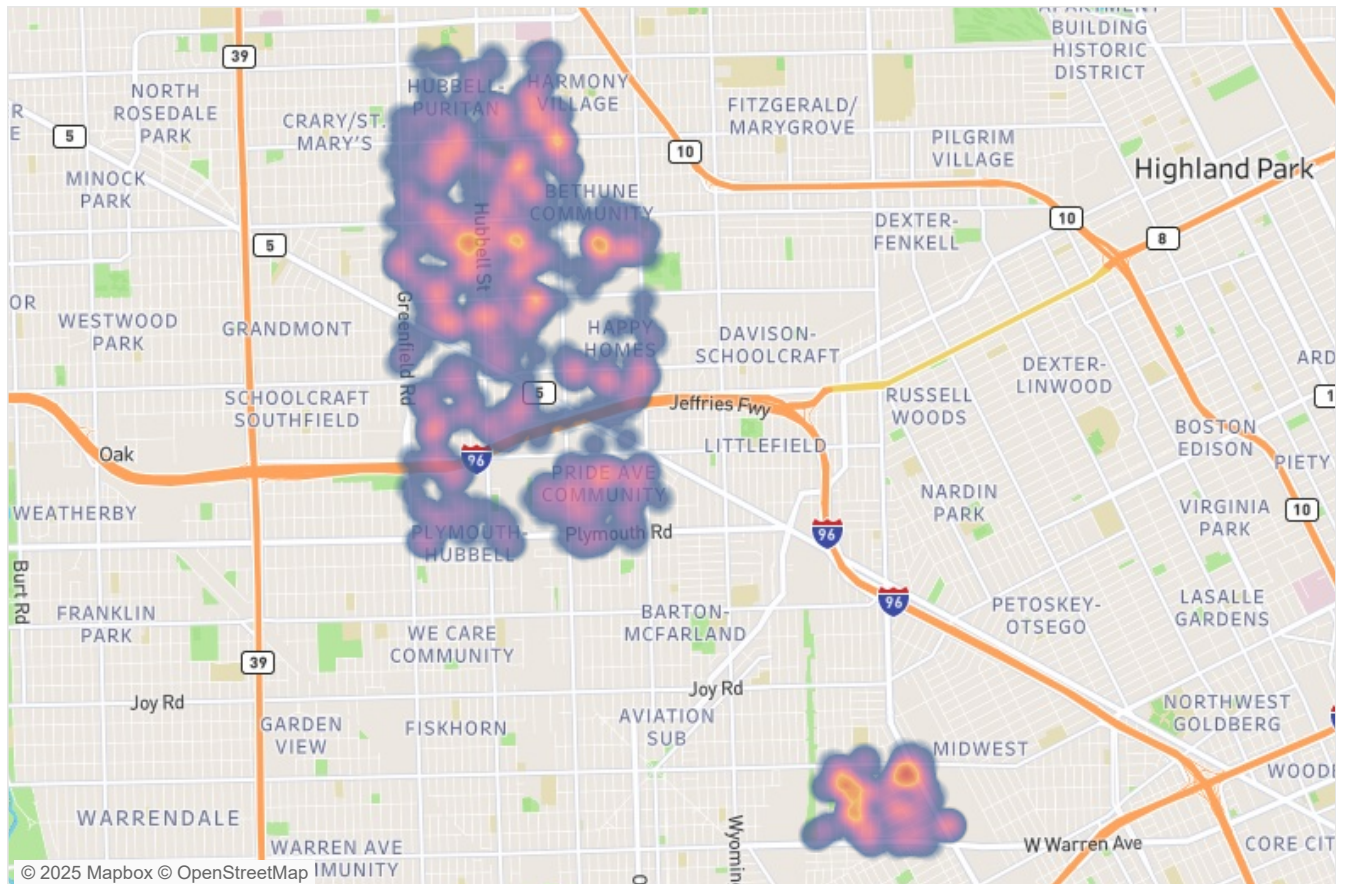 APARTMENT
BUILDING
HISTORIC
DISTRICT
39
HUBBELL-
PURITAN
HARMONY
VILLAGE
NORTH
ROSEDALE
PARK
CRARY/ST.
MARY'S
FITZGERALD/
MARYGROVE
PILGRIM
VILLAGE
R
E
5
10
Highland Park
MINOCK
PARK
BETHUNE
COMMUNITY
Hubbell St
DEXTER-
FENKELL
10
8
5
OR
WESTWOOD
PARK
GRANDMONT
Greenfield Rd
HAPPY
HOMES
DAVISON-
SCHOOLCRAFT
DEXTER-
LINWOOD
ARD
SCHOOLCRAFT
SOUTHFIELD
5
Jeffries Fwy
RUSSELL
WOODS
1
Oak
96
LITTLEFIELD
BOSTON
EDISON
PIETY
PRIDE AVE
COMMUNITY
NARDIN
PARK
VIRGINIA
PARK
10
WEATHERBY
PLYMOUTH-
HUBBELL
Plymouth Rd
96
Burt Rd
96
FRANKLIN
PARK
WE CARE
COMMUNITY
BARTON-
MCFARLAND
PETOSKEY-
OTSEGO
LASALLE
GARDENS
39
Joy Rd
Joy Rd
GARDEN
VIEW
FISKHORN
AVIATION
SUB
MIDWEST
NORTHWEST
GOLDBERG
WOODB
WARRENDALE
WARREN AVE
MMUNITY
Wyomin
W Warren Ave
CORE CIT
© 2025 Mapbox © OpenStreetMap